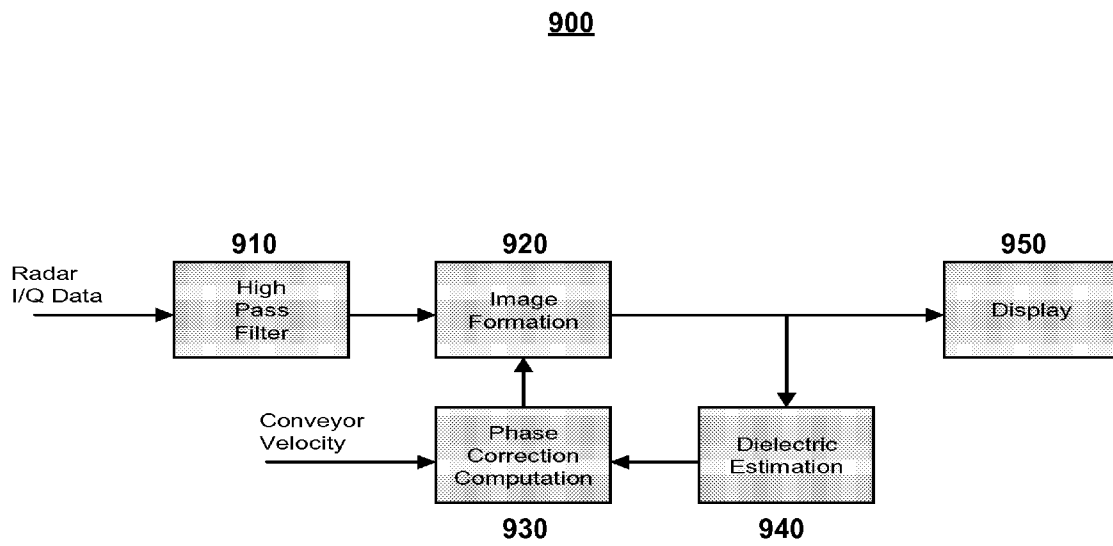 900
910
920
950
Radar
I/Q Data
High
Pass
Filter
Image
Formation
Display
Conveyor
Velocity
Phase
Correction
Computation
Dielectric
Estimation
930
940